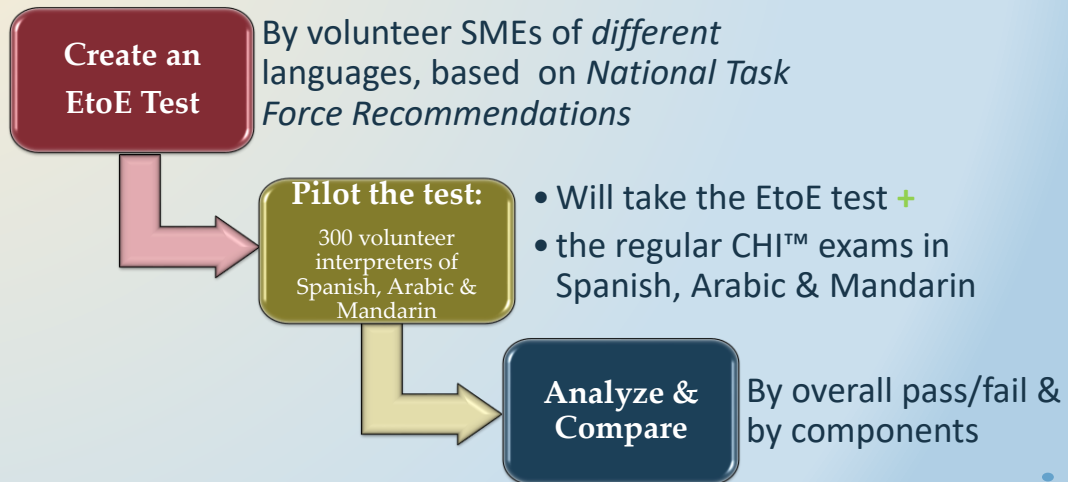 Create an
EtoE Test
By volunteer SMEs of different
languages, based on National Task
Force Recommendations
Pilot the test:
300 volunteer
interpreters of
Spanish, Arabic &
Mandarin
• Will take the EtoE test +
• the regular CHI™ exams in
Spanish, Arabic & Mandarin
Analyze &
Compare
By overall pass/fail &
by components